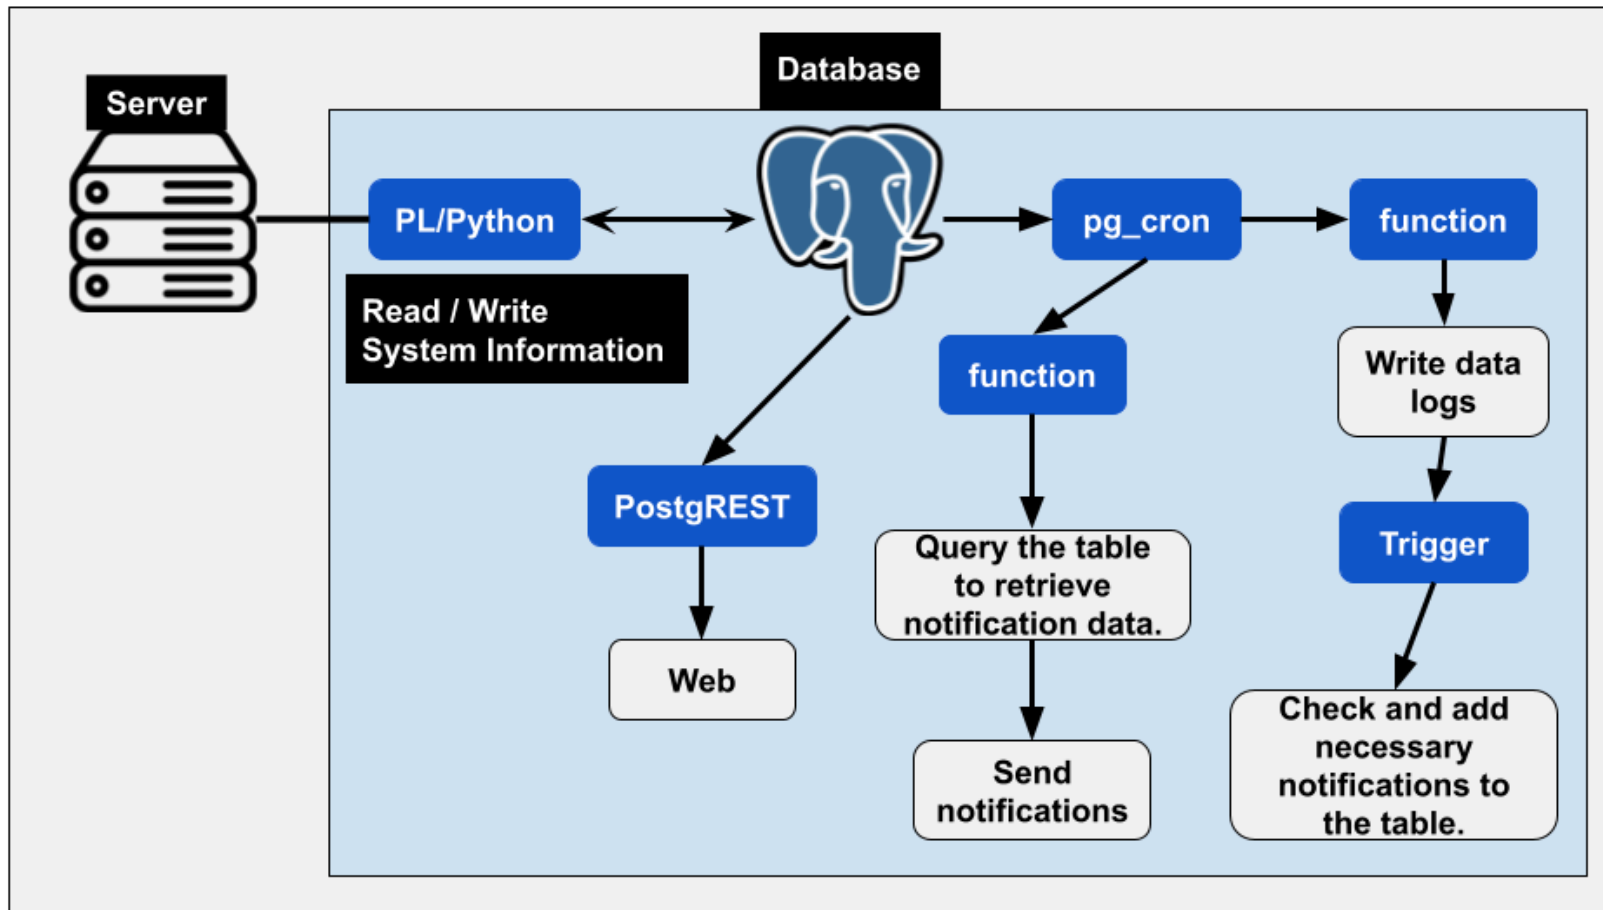 Database
Server
PL/Python
pg_cron
function
Read / Write
System Information
function
Write data
logs
PostgREST
Query the table
to retrieve
notification data.
Trigger
Web
Send
notifications
Check and add
necessary
notifications to
the table.